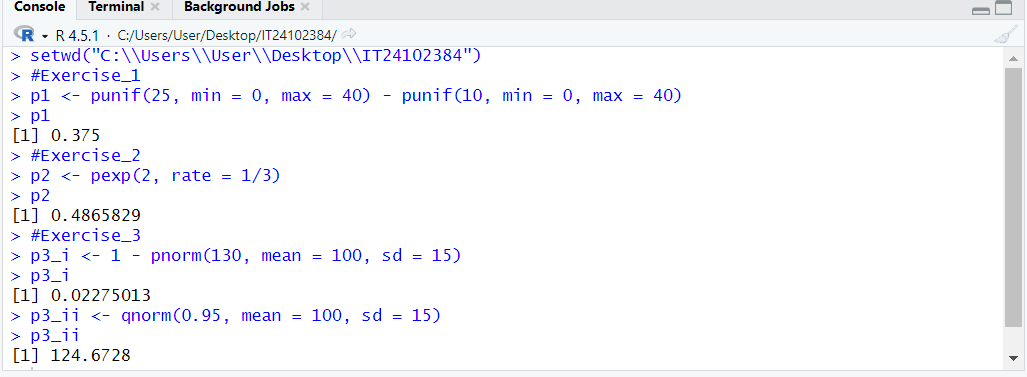 Console Terminal Background Jobs
R R 4.5.1 · C:/Users/User/Desktop/IT24102384/
> setwd("C:\\Users\\User\\Desktop\\IT24102384")
> #Exercise_1
> p1 <- punif(25, min = 0, max = 40) - punif(10, min = 0, max = 40)
> p1
[1] 0.375
> #Exercise_2
> p2 <- pexp(2, rate = 1/3)
> p2
[1] 0.4865829
> #Exercise_3
> p3_i <- 1 - pnorm(130, mean = 100, sd = 15)
> p3_i
[1] 0.02275013
> p3_ii <- qnorm(0.95, mean = 100, sd = 15)
> p3_ii
[1] 124.6728